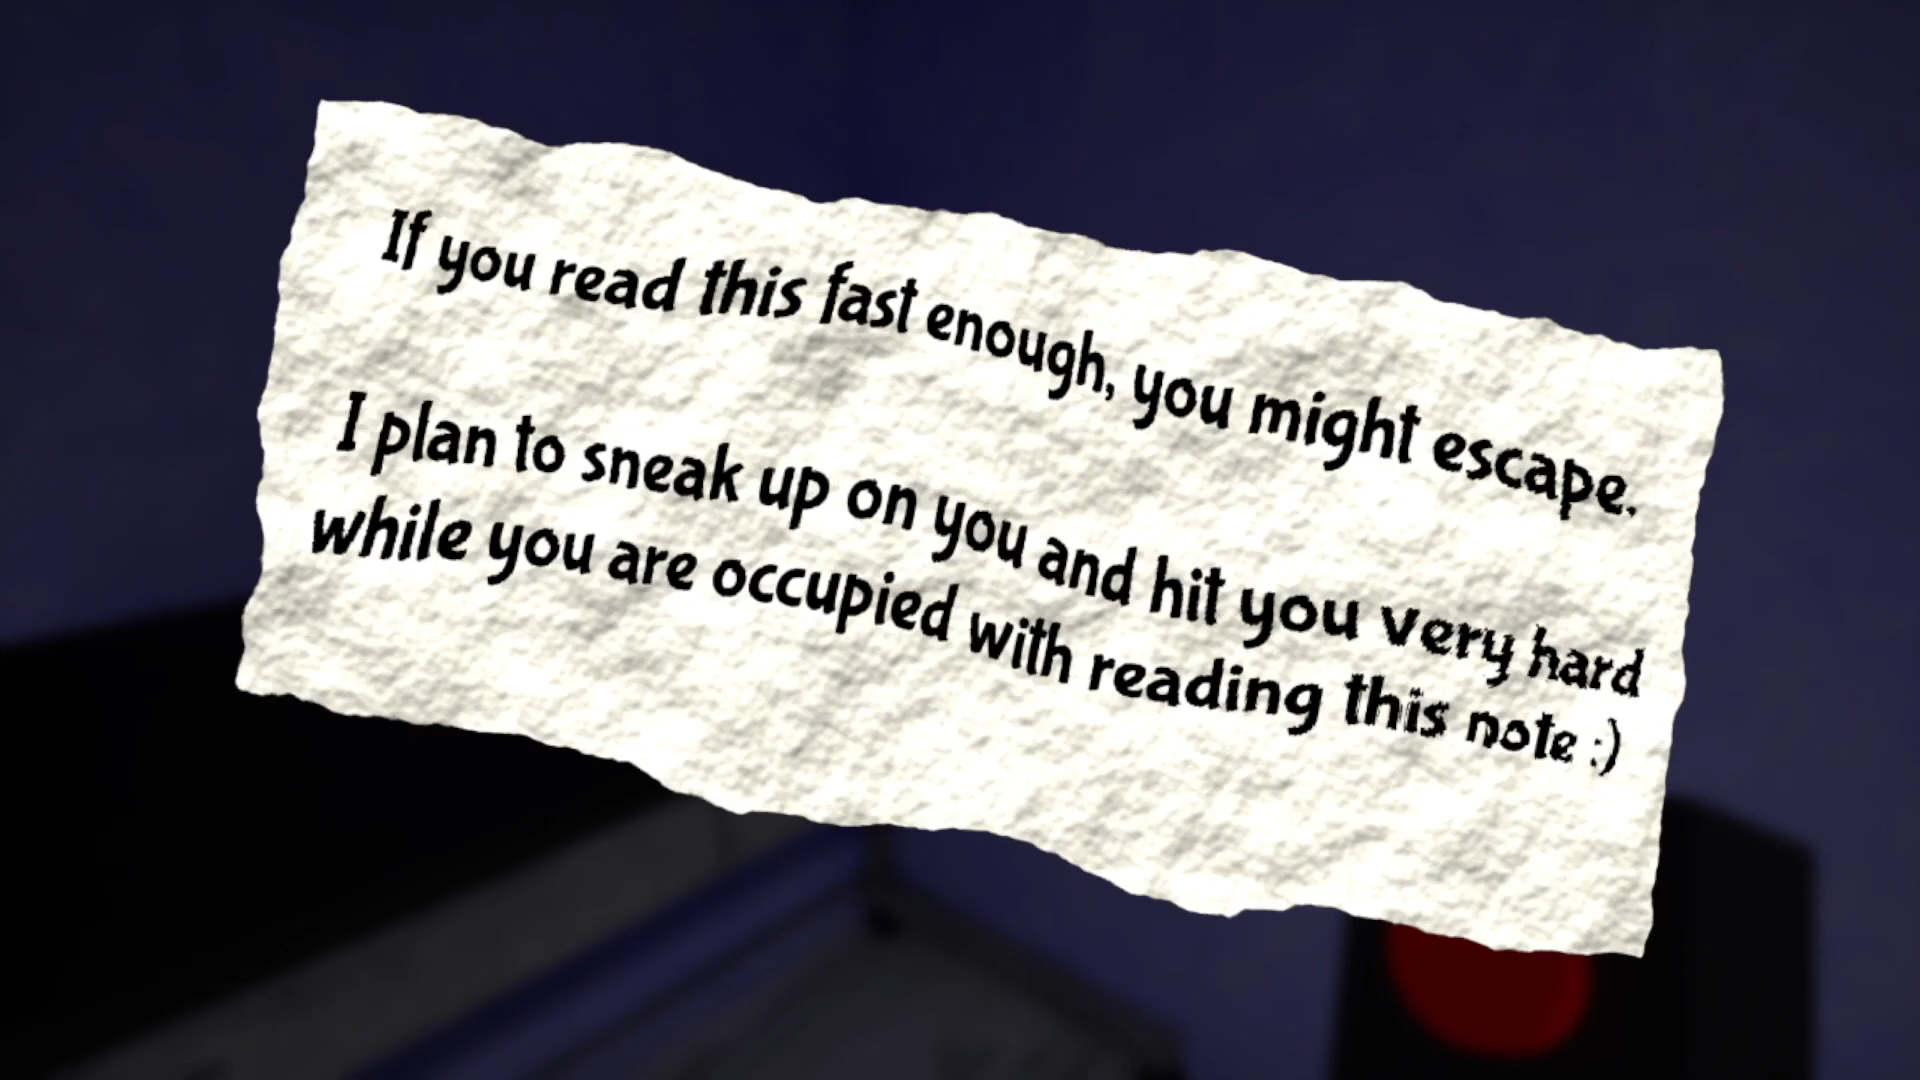 If you read this fast enough, you might escape.
I plan to sneak up on you and hit you very hard
while you are occupied with reading this note :)